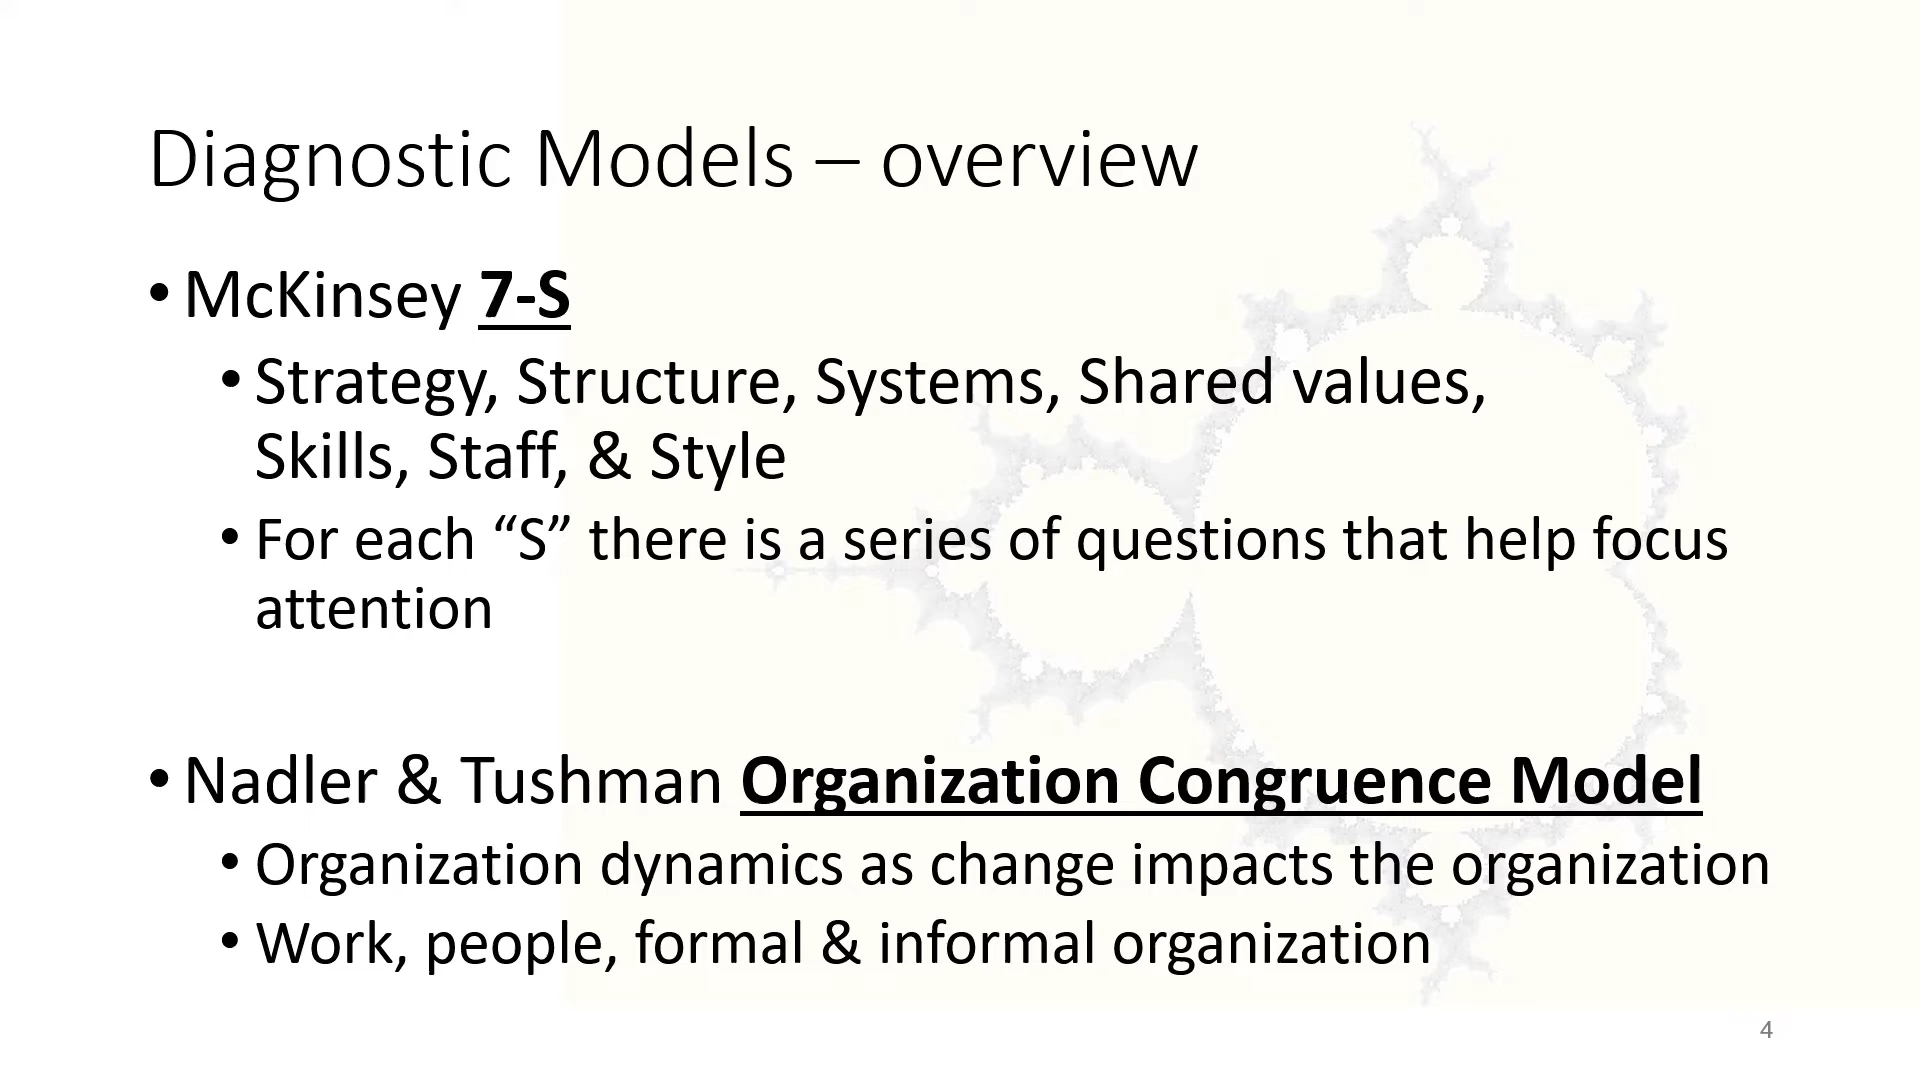 Diagnostic Models – overview
• McKinsey 7-S
• Strategy, Structure, Systems, Shared values,
Skills, Staff, & Style
• For each “S” there is a series of questions that help focus
attention
• Nadler & Tushman Organization Congruence Model
• Organization dynamics as change impacts the organization
• Work, people, formal & informal organization
4